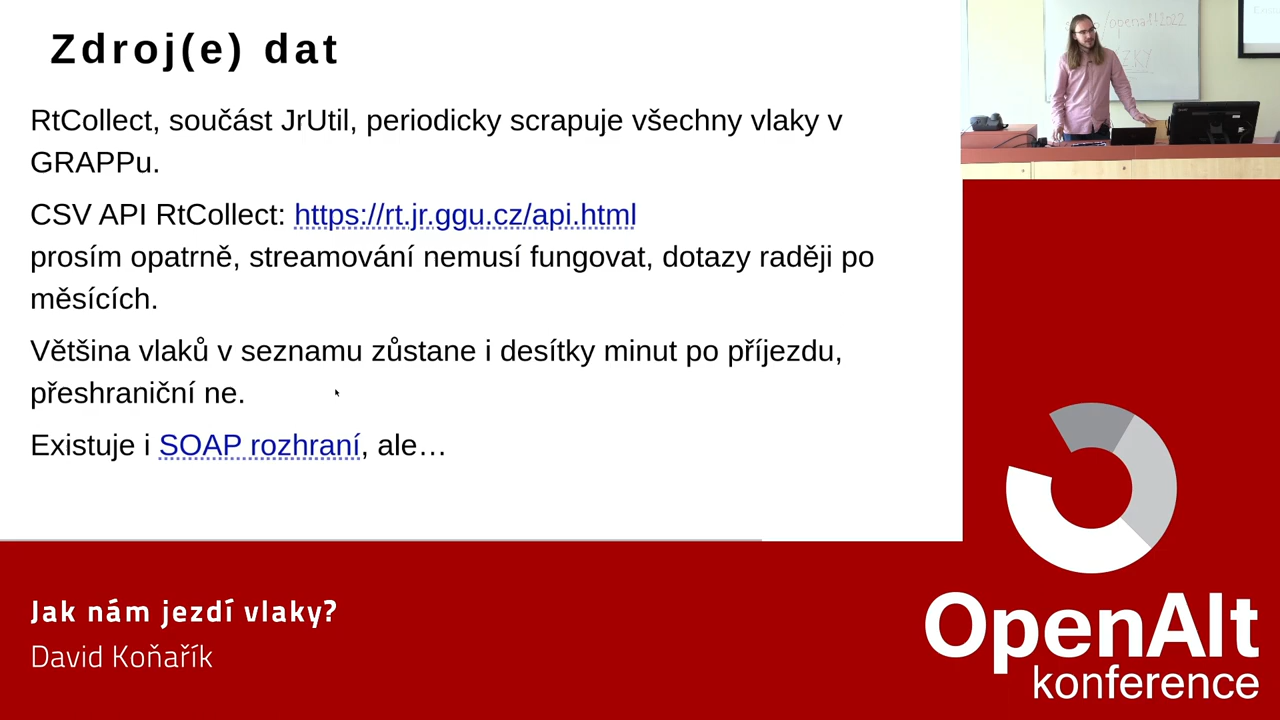 Zdroj(e) dat
RtCollect, součást JrUtil, periodicky scrapuje všechny vlaky v
GRAPPu.
CSV API RtCollect: https://rt.jr.ggu.cz/api.html
prosím opatrně, streamování nemusí fungovat, dotazy raději po
měsících.
Většina vlaků v seznamu zůstane i desítky minut po příjezdu,
přeshraniční ne.
Existuje i SOAP rozhraní, ale…
Jak nám jezdí vlaky?
David Koňařík
OpenAlt
konference